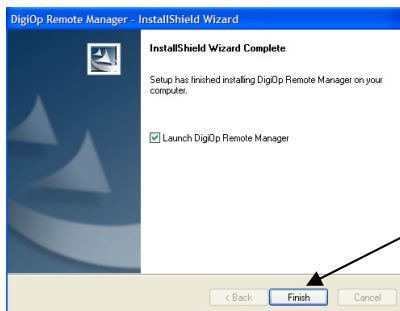 DigiOp Remote Manager - InstallShield Wizard
InstallShield Wizard Complete
Setup has finished installing DigiOp Remote Manager on your
computer.
Launch DigiOp Remote Manager
< Back
Finish
Cancel